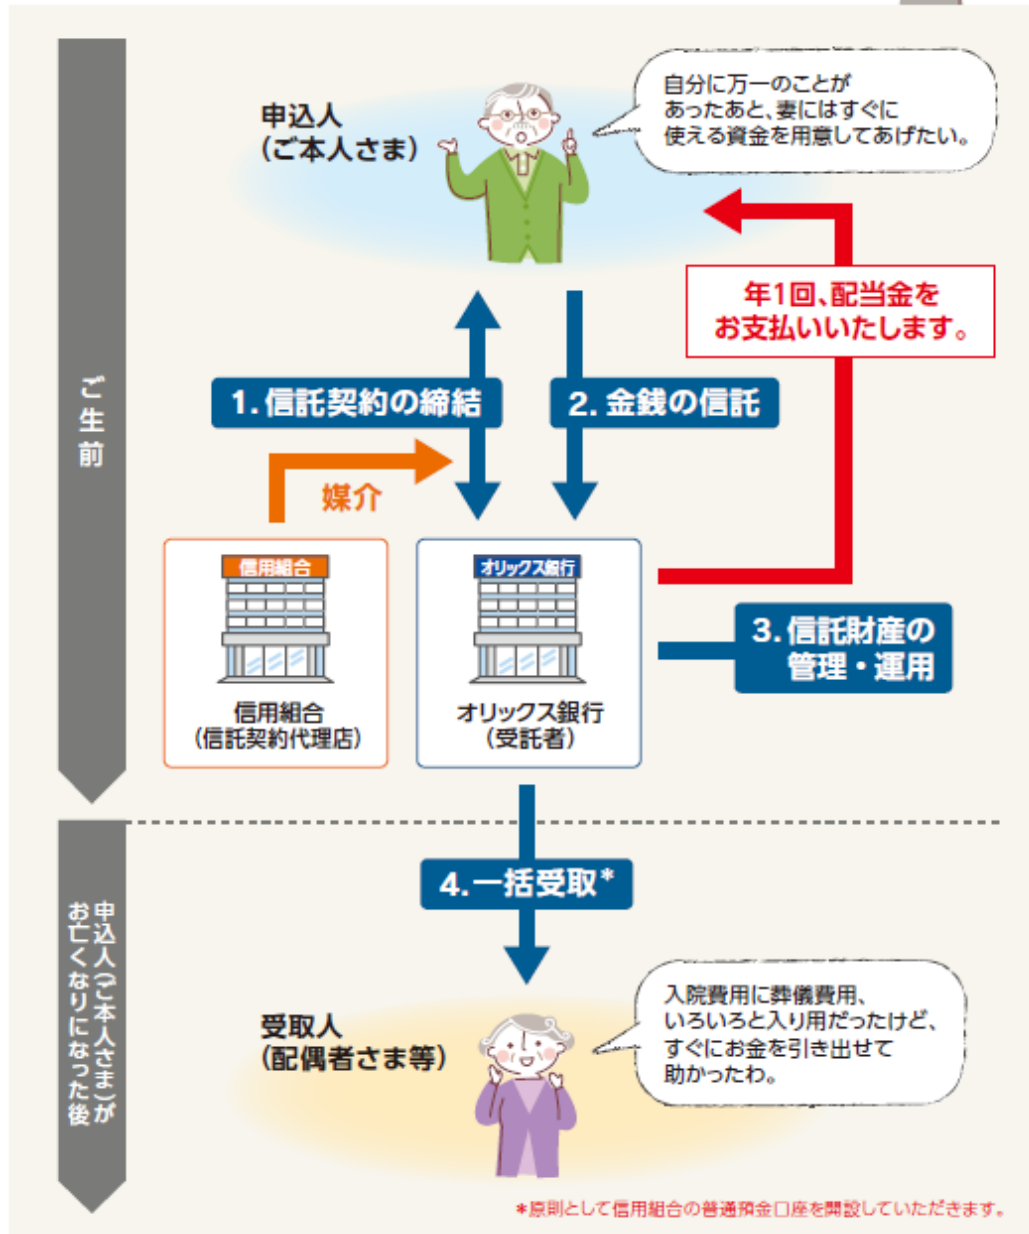 ご生前
申込人
(ご本人さま)
自分に万一のことが
あったあと、妻にはすぐに
使える資金を用意してあげたい。
年1回、配当金を
お支払いいたします。
1.信託契約の締結
2.金銭の信託
媒介
信用組合
信用組合
(信託契約代理店)
オリックス銀行
オリックス銀行
(受託者)
3.信託財産の
管理・運用
4.一括受取*
申込人(ご本人さま)が
お亡くなりになった後
受取人
(配偶者さま等)
入院費用に葬儀費用、
いろいろと入り用だったけど、
すぐにお金を引き出せて
助かったわ。
*原則として信用組合の普通預金口座を開設していただきます。